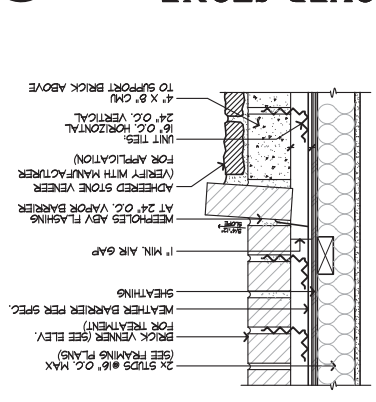 2x STUDS @16" O.C. MAX
(SEE FRAMING PLANS)
BRICK VENNER (SEE ELEV.
FOR TREATMENT)
WEATHER BARRIER PER SPEC.
SHEATHING
1" MIN. AIR GAP
SLOPE
WEEPHOLES ABV FLASHING
AT 24" O.C. VAPOR BARRIER
ADHERED STONE VENEER
(VERIFY WITH MANUFACTURER
FOR APPLICATION)
UNIT TIES:
16" O.C. HORIZONTAL
24" O.C. VERTICAL
4" X 8" CMU
TO SUPPORT BRICK ABOVE